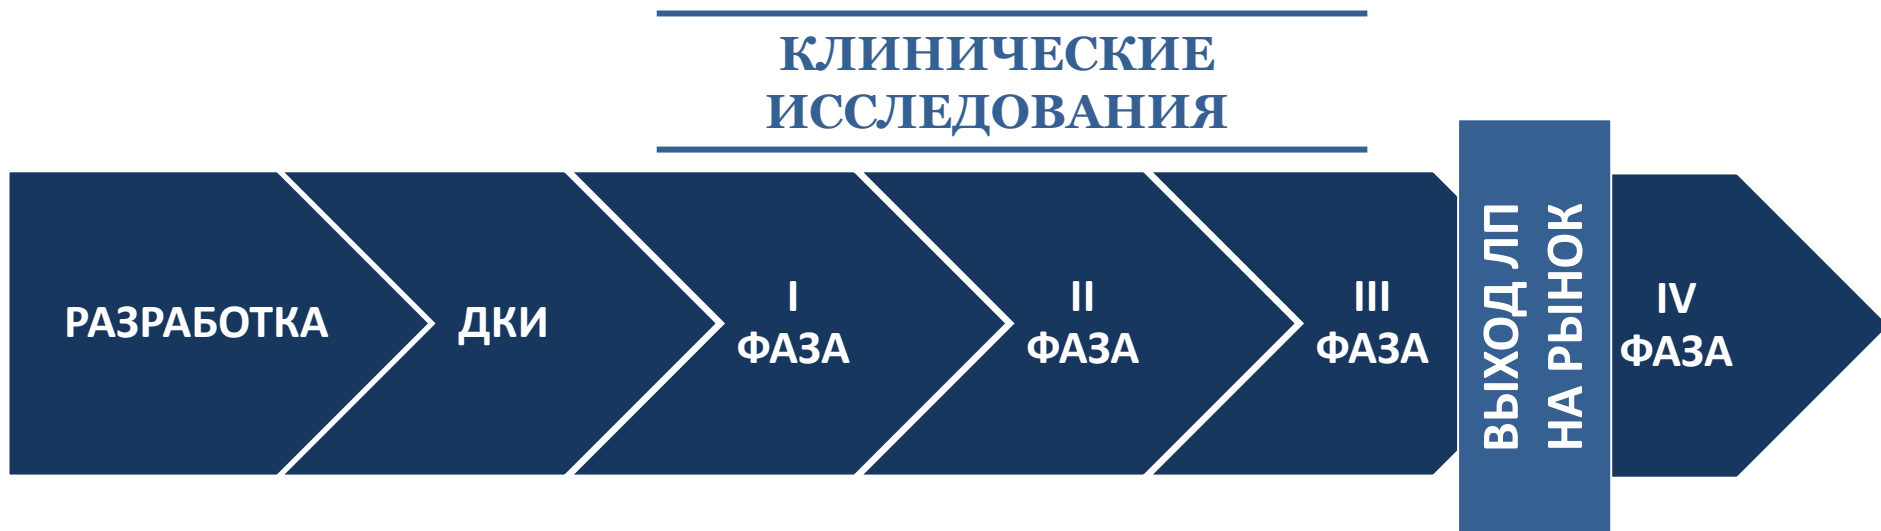 КЛИНИЧЕСКИЕ
ИССЛЕДОВАНИЯ
РАЗРАБОТКА
ДКИ
I
ФАЗА
II
ФАЗА
III
ФАЗА
ВЫХОД ЛП
НА РЫНОК
IV
ФАЗА